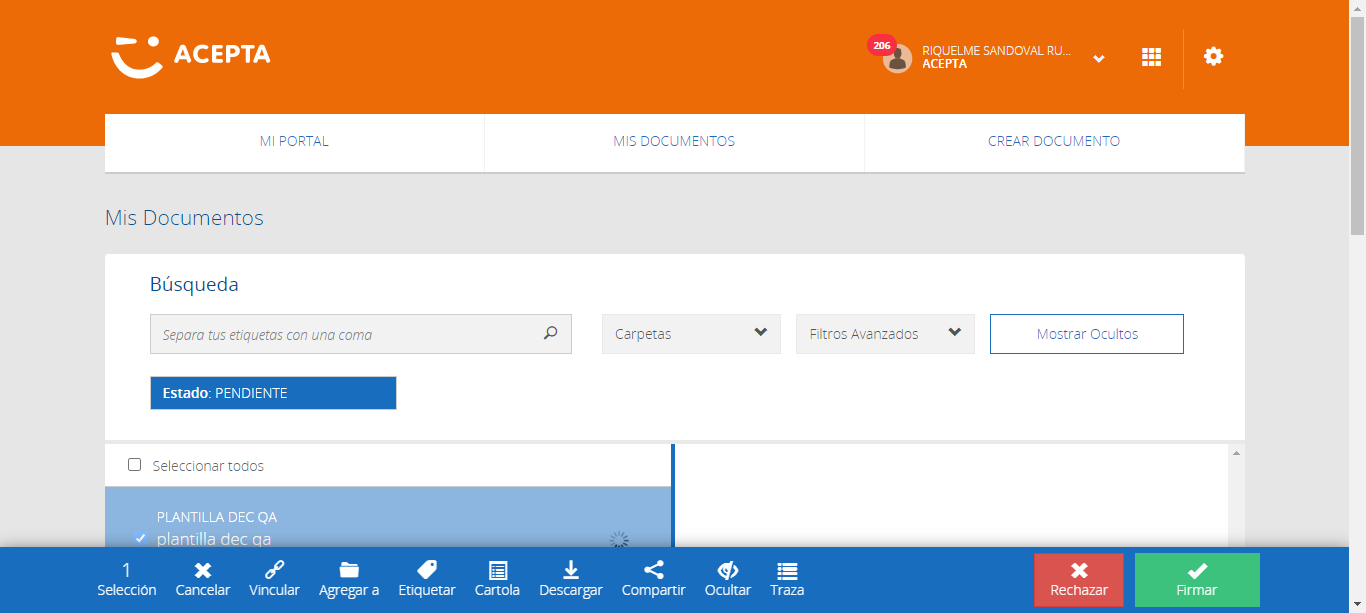 ACEPTA
206
RIQUELME SANDOVAL RU...
ACEPTA
MI PORTAL
MIS DOCUMENTOS
CREAR DOCUMENTO
Mis Documentos
Búsqueda
Separa tus etiquetas con una coma
Carpetas
Filtros Avanzados
Mostrar Ocultos
Estado: PENDIENTE
Seleccionar todos
PLANTILLA DEC QA
plantilla dec qa
1
Selección
Cancelar
Vincular
Agregar a
Etiquetar
Cartola
Descargar
Compartir
Ocultar
Traza
Rechazar
Firmar